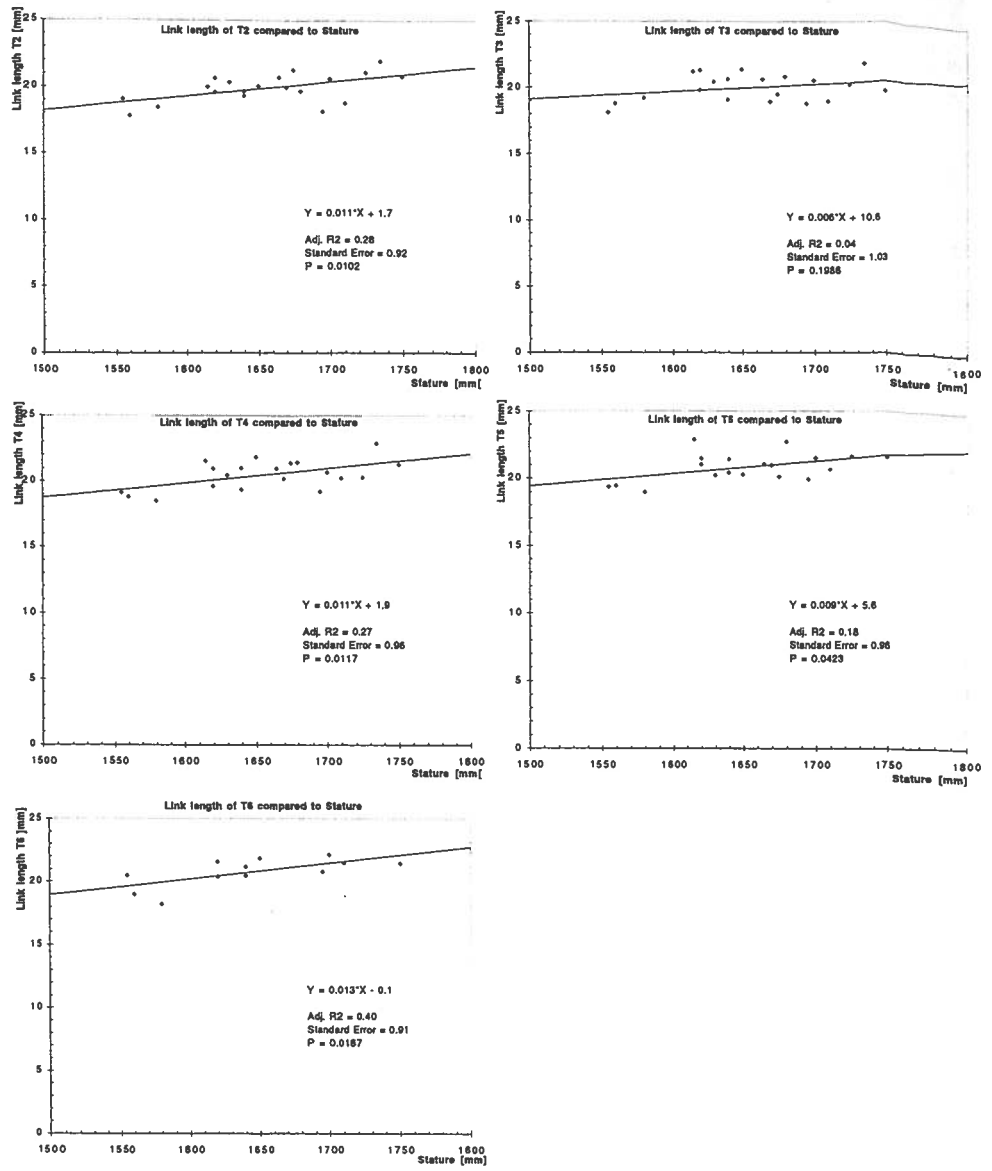 Link length of T2 compared to Stature
Link length T2 [mm]
25
20
15
10
5
0
1500 1550 1600 1650 1700 1750 1800
Stature [mm[
Y = 0.011*X + 1.7
Adj. R2 = 0.28
Standard Error = 0.92
P = 0.0102
Link length of T3 compared to Stature
Link length T3 [mm]
25
20
15
10
5
0
1500 1550 1600 1650 1700 1750 1800
Stature [mm]
Y = 0.006*X + 10.6
Adj. R2 = 0.04
Standard Error = 1.03
P = 0.1986
Link length of T4 compared to Stature
Link length T4 [mm]
25
20
15
10
5
0
1500 1550 1600 1650 1700 1750 1800
Stature [mm[
Y = 0.011*X + 1.9
Adj. R2 = 0.27
Standard Error = 0.96
P = 0.0117
Link length of T5 compared to Stature
Link length T5 [mm]
25
20
15
10
5
0
1500 1550 1600 1650 1700 1750 1800
Stature [mm]
Y = 0.009*X + 5.6
Adj. R2 = 0.18
Standard Error = 0.98
P = 0.0423
Link length of T6 compared to Stature
Link length T6 [mm]
25
20
15
10
5
0
1500 1550 1600 1650 1700 1750 1800
Stature [mm]
Y = 0.013*X - 0.1
Adj. R2 = 0.40
Standard Error = 0.91
P = 0.0187